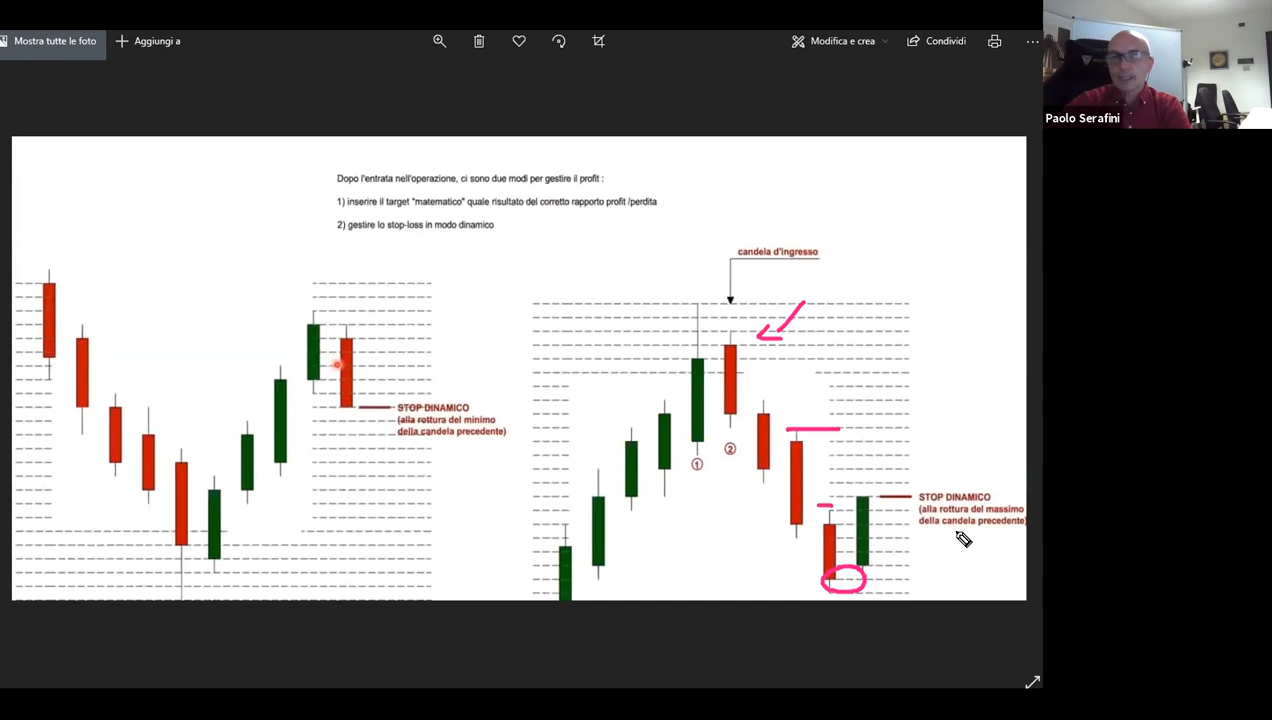 Mostra tutte le foto
Aggiungi a
Modifica e crea
Condividi
Paolo Serafini
Dopo l'entrata nell'operazione, ci sono due modi per gestire il profit :
1) inserire il target "matematico" quale risultato del corretto rapporto profit /perdita
2) gestire lo stop-loss in modo dinamico
candela d'ingresso
STOP DINAMICO
(alla rottura del minimo
della candela precedente)
1
2
STOP DINAMICO
(alla rottura del massimo
della candela precedente)